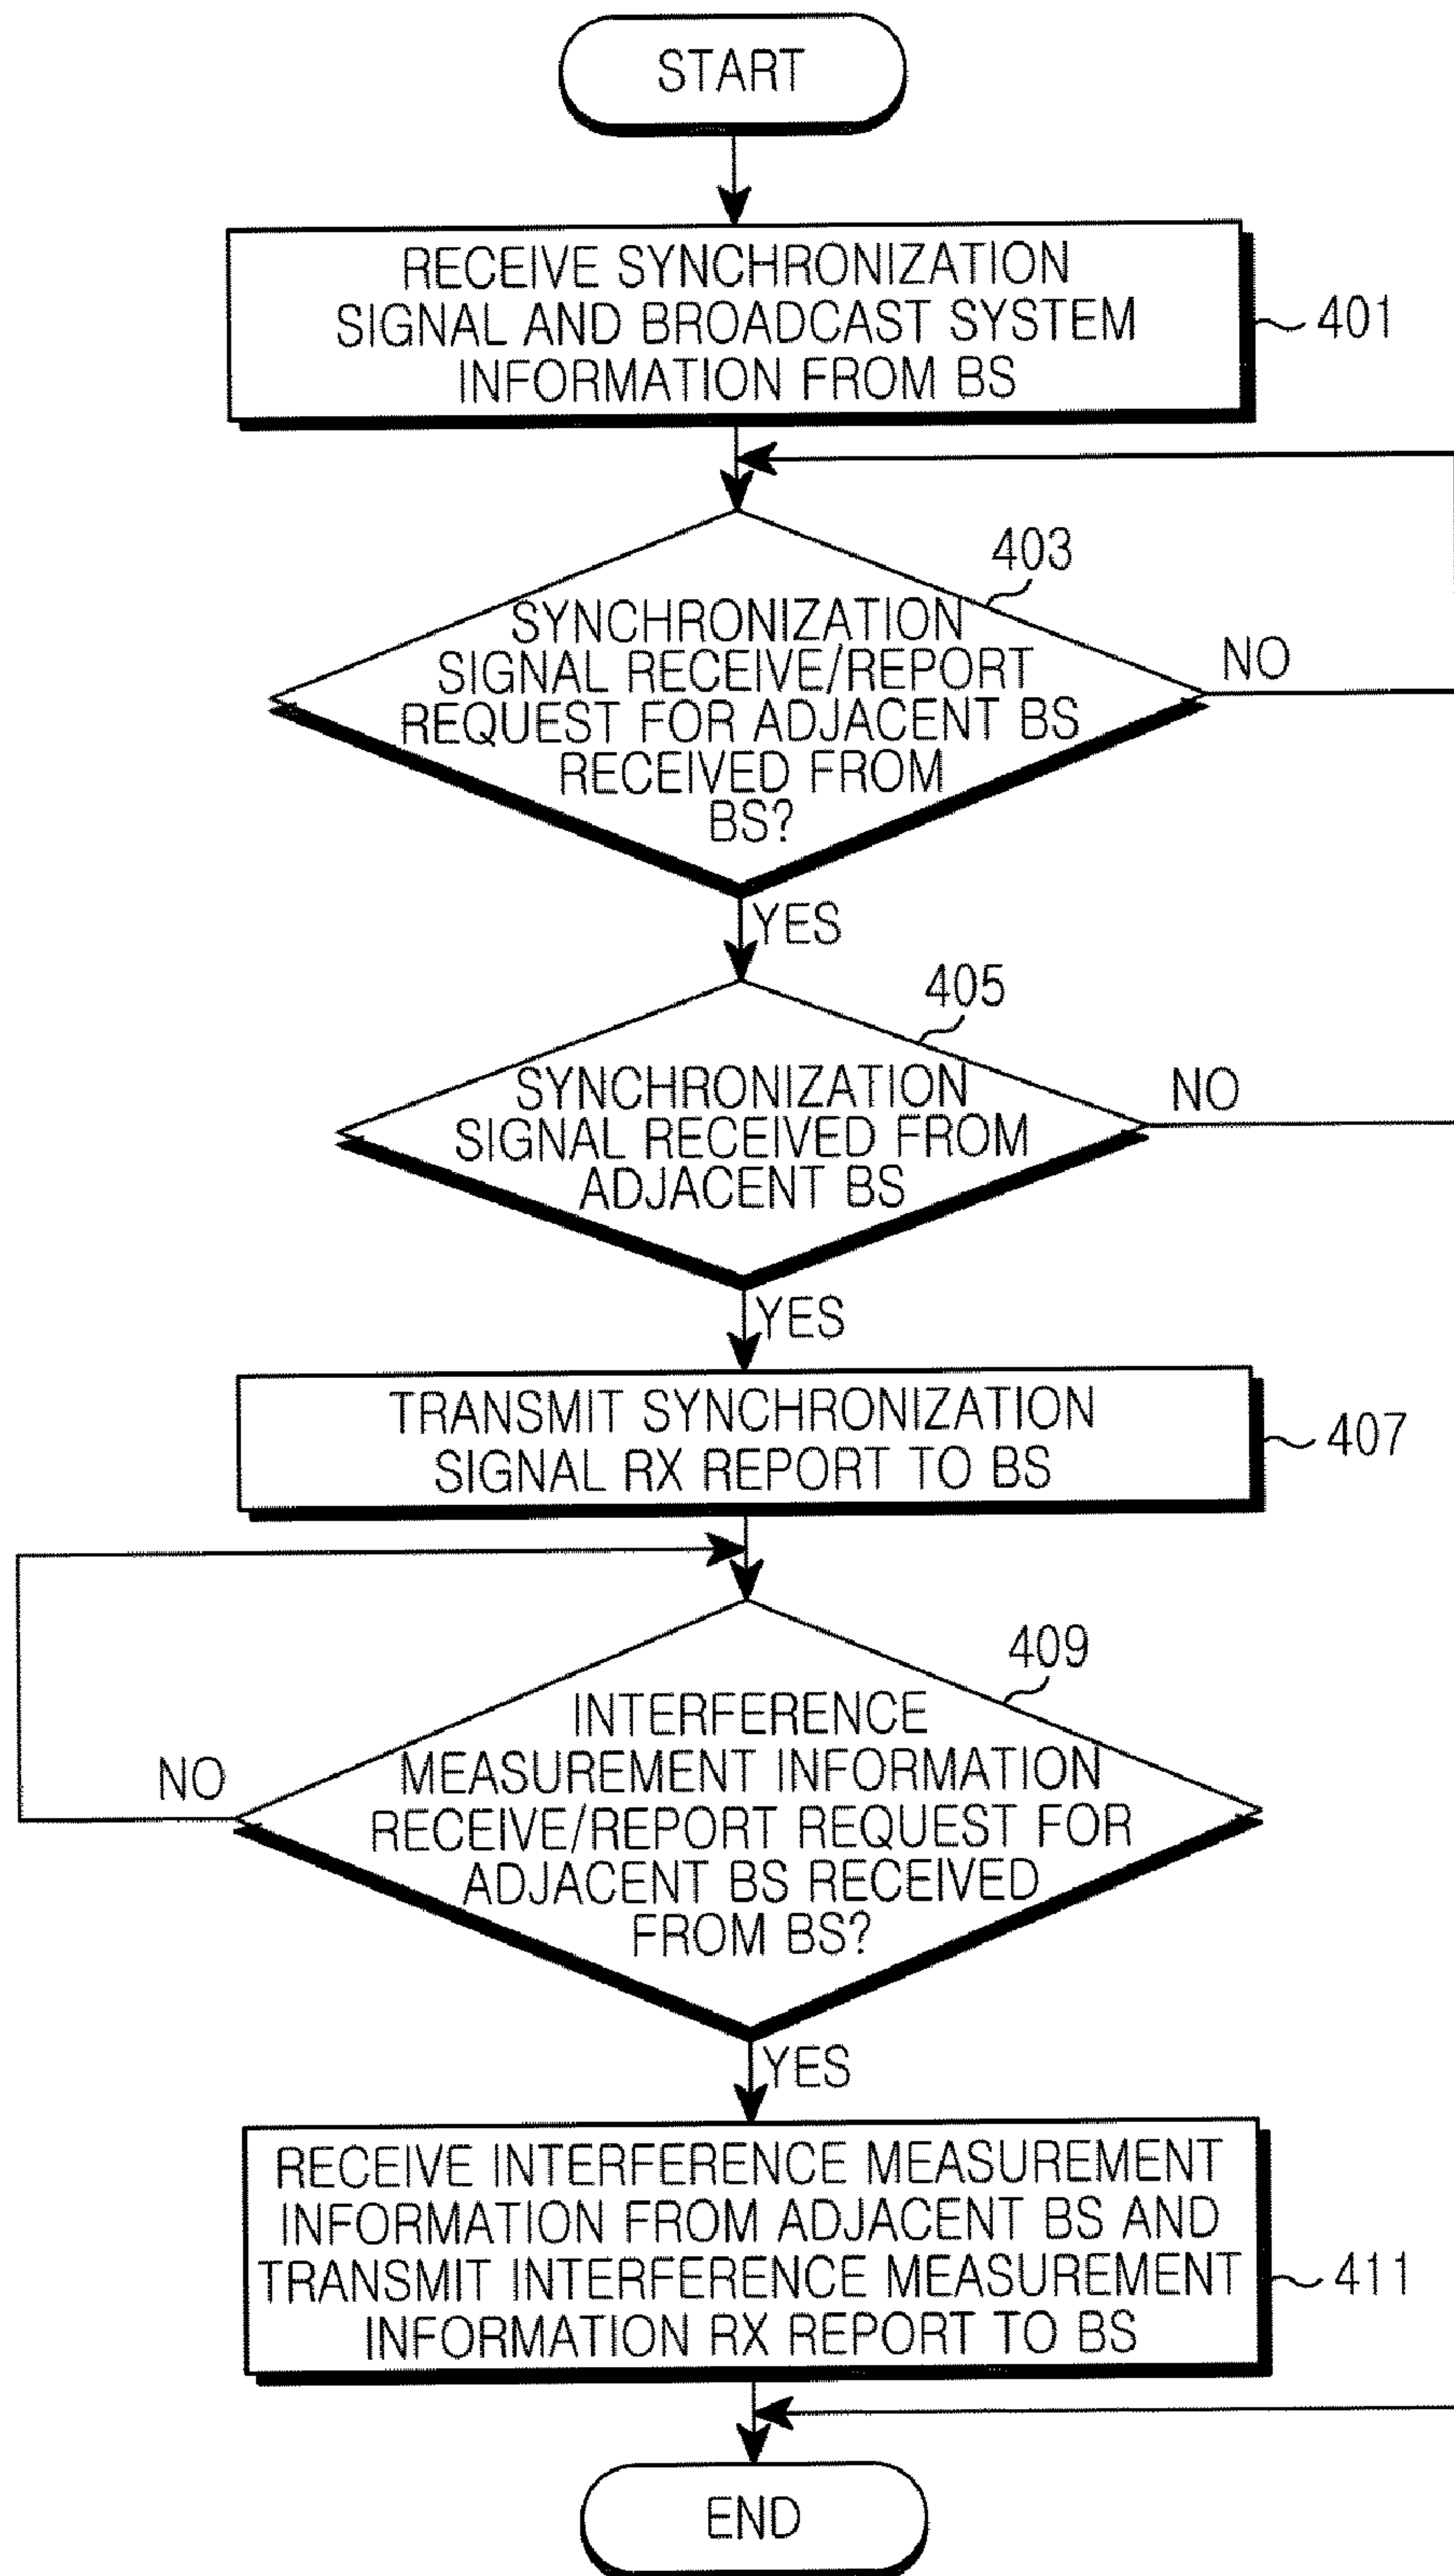 START
RECEIVE SYNCHRONIZATION
SIGNAL AND BROADCAST SYSTEM
INFORMATION FROM BS
401
403
SYNCHRONIZATION
SIGNAL RECEIVE/REPORT
REQUEST FOR ADJACENT BS
RECEIVED FROM
BS?
NO
YES
405
SYNCHRONIZATION
SIGNAL RECEIVED FROM
ADJACENT BS
NO
YES
TRANSMIT SYNCHRONIZATION
SIGNAL RX REPORT TO BS
407
409
INTERFERENCE
MEASUREMENT INFORMATION
RECEIVE/REPORT REQUEST FOR
ADJACENT BS RECEIVED
FROM BS?
NO
YES
RECEIVE INTERFERENCE MEASUREMENT
INFORMATION FROM ADJACENT BS AND
TRANSMIT INTERFERENCE MEASUREMENT
INFORMATION RX REPORT TO BS
411
END